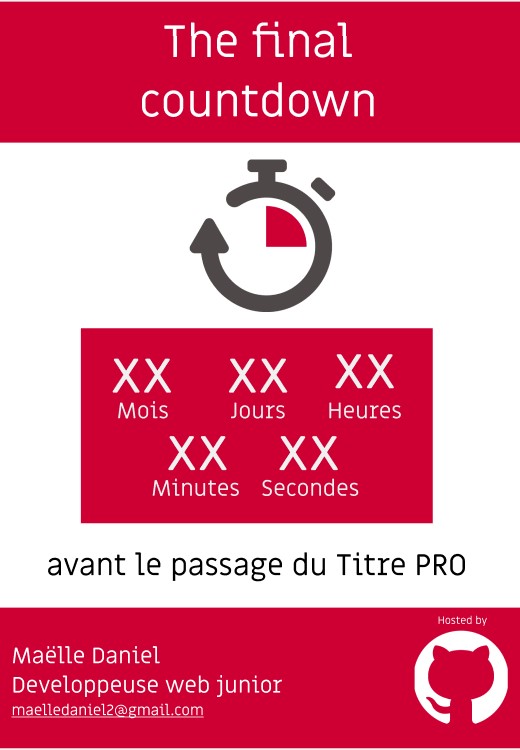 The final
countdown
XX XX XX
Mois Jours Heures
XX XX
Minutes Secondes
avant le passage du Titre PRO
Hosted by
Maëlle Daniel
Developpeuse web junior
maelledaniel2@gmail.com